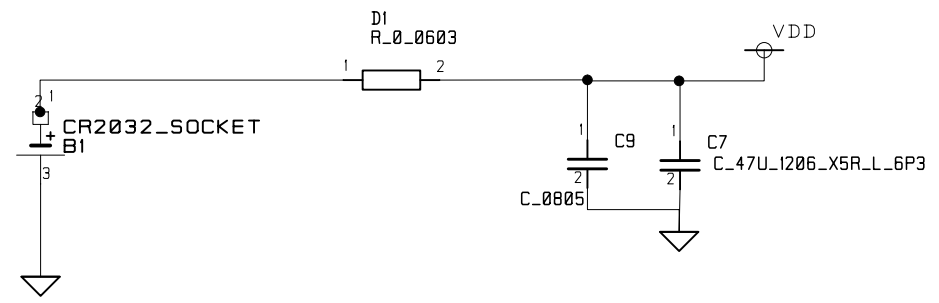 D1
R_0_0603
VDD
1
2
2
1
CR2032_SOCKET
+
B1
3
1
C9
2
C_0805
1
C7
C_47U_1206_X5R_L_6P3
2